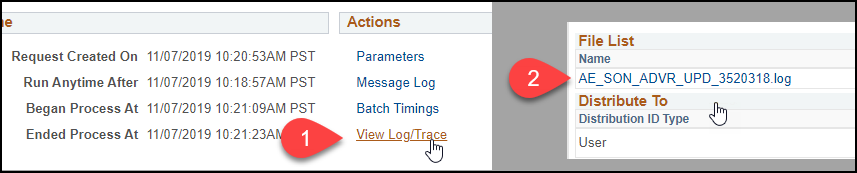 ne
Actions
Request Created On 11/07/2019 10:20:53AM PST
Parameters
Run Anytime After 11/07/2019 10:18:57AM PST
Message Log
Began Process At 11/07/2019 10:21:09AM PST
Batch Timings
Ended Process At 11/07/2019 10:21:23AM
1
View Log/Trace
File List
Name
2
AE_SON_ADVR_UPD_3520318.log
Distribute To
Distribution ID Type
User